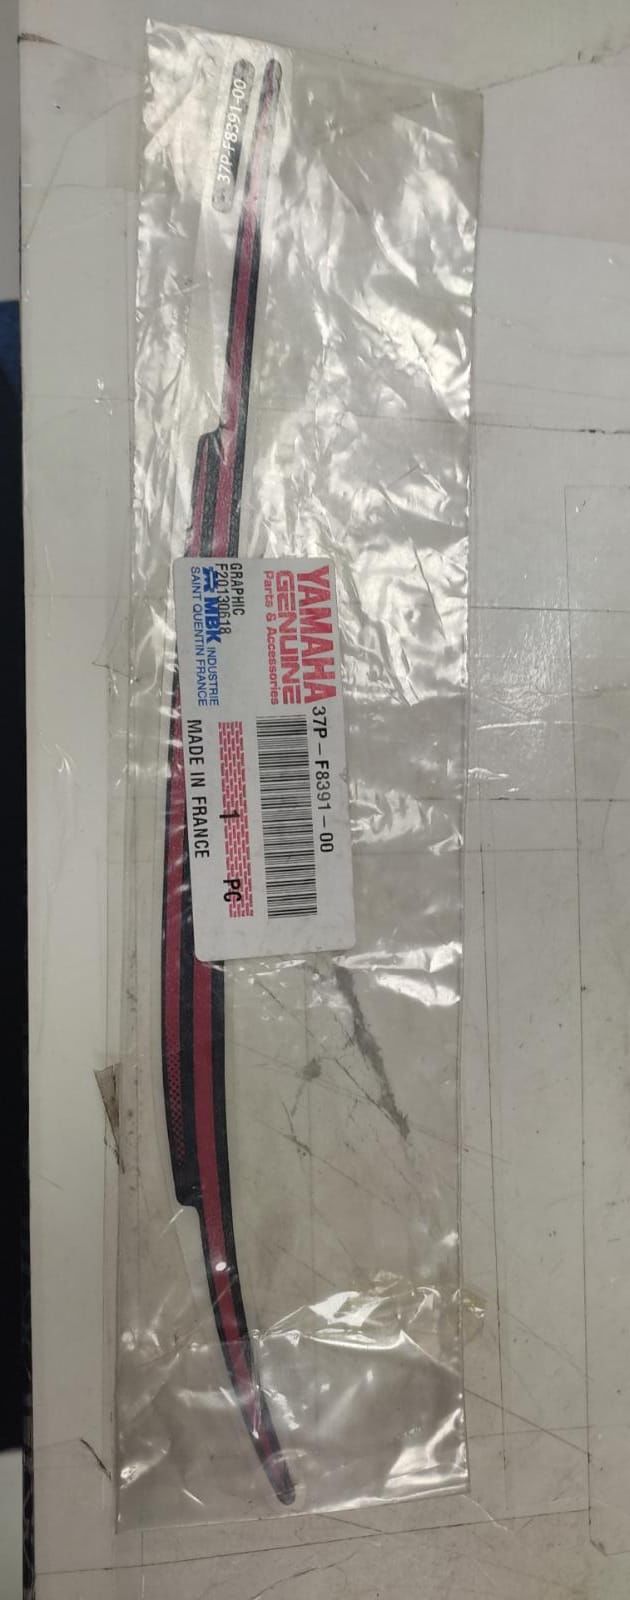 37P-F8391-00
YAMAHA
GENUINE
Parts & Accessories
37P-F8391-00
GRAPHIC
F20130618
MBK INDUSTRIE
SAINT QUENTIN FRANCE
1 PC
MADE IN FRANCE